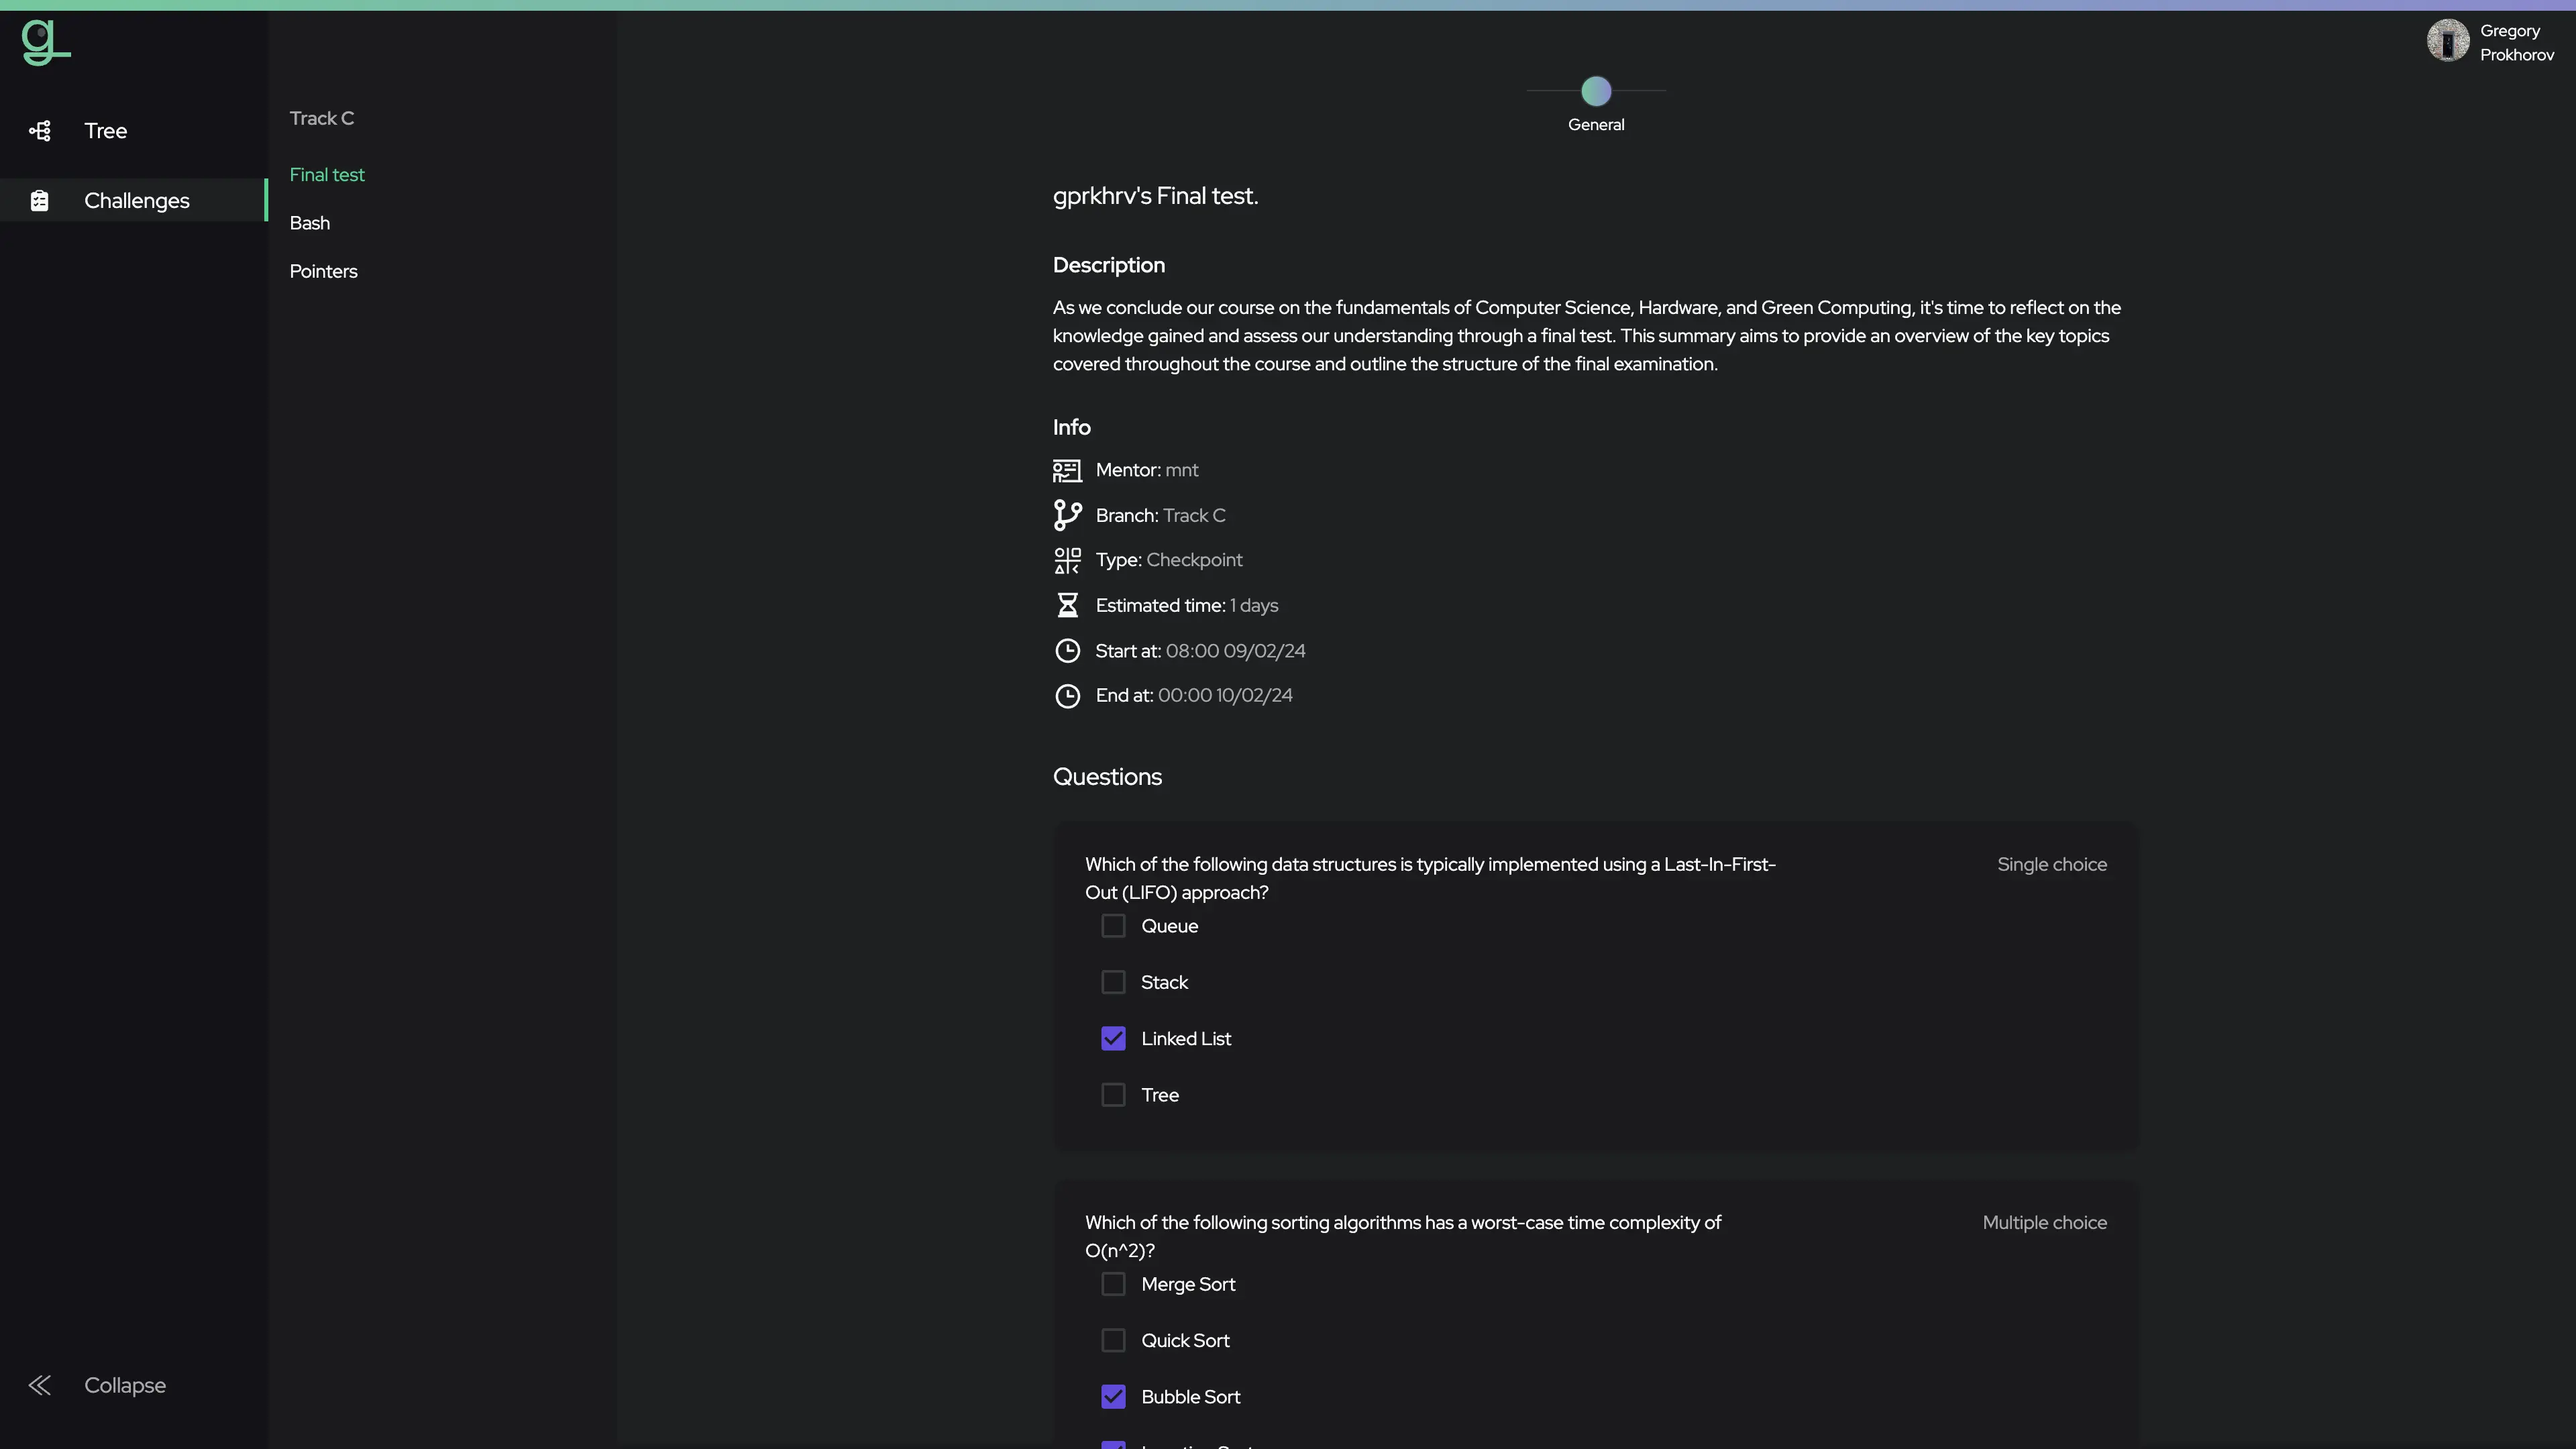 Gregory
Prokhorov
Tree
Challenges
Collapse
Track C
Final test
Bash
Pointers
General
gprkhrv's Final test.
Description
As we conclude our course on the fundamentals of Computer Science, Hardware, and Green Computing, it's time to reflect on the
knowledge gained and assess our understanding through a final test. This summary aims to provide an overview of the key topics
covered throughout the course and outline the structure of the final examination.
Info
Mentor: mnt
Branch: Track C
Type: Checkpoint
Estimated time: 1 days
Start at: 08:00 09/02/24
End at: 00:00 10/02/24
Questions
Which of the following data structures is typically implemented using a Last-In-First-
Out (LIFO) approach?
Single choice
Queue
Stack
Linked List
Tree
Which of the following sorting algorithms has a worst-case time complexity of
O(n^2)?
Multiple choice
Merge Sort
Quick Sort
Bubble Sort